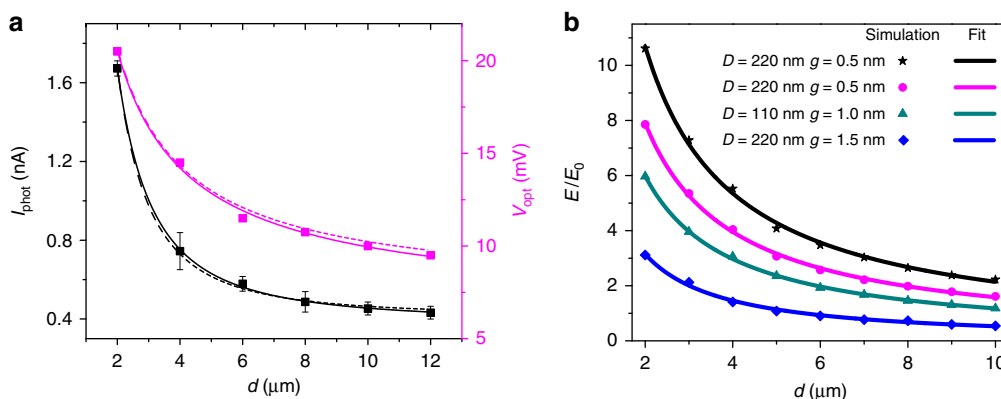 a
1.6
1.2
0.8
0.4
I_phot (nA)
20
15
10
5
V_opt (mV)
2 4 6 8 10 12
d (μm)
b
Simulation Fit
D = 220 nm g = 0.5 nm
D = 220 nm g = 0.5 nm
D = 110 nm g = 1.0 nm
D = 220 nm g = 1.5 nm
10
8
6
4
2
0
E/E_0
2 4 6 8 10
d (μm)